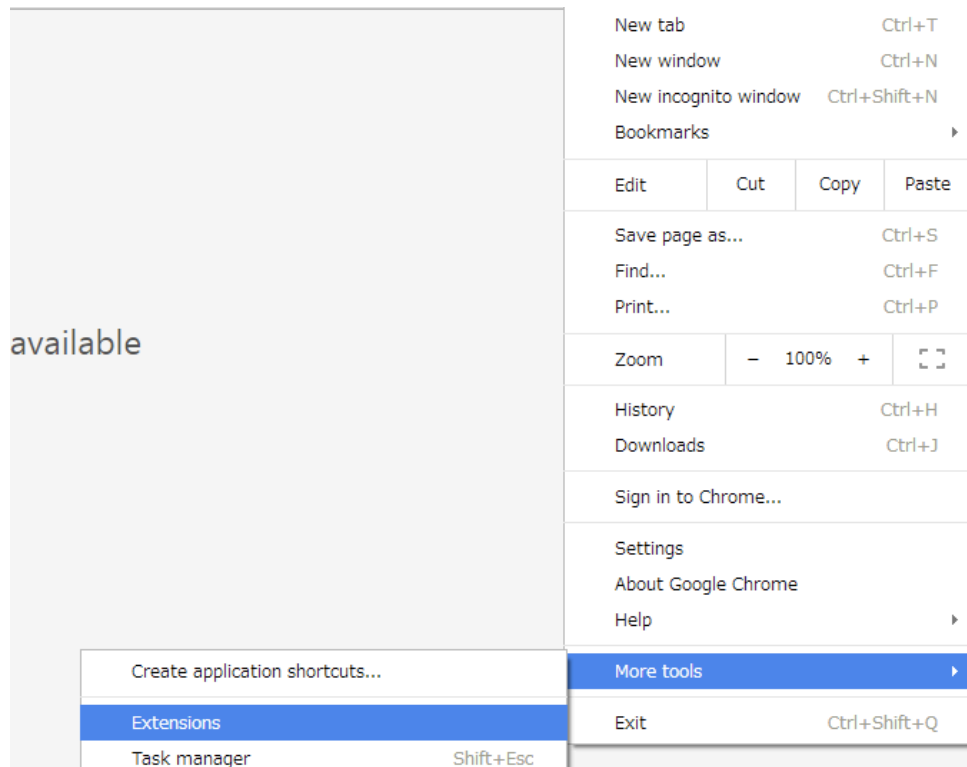 New tab Ctrl+T
New window Ctrl+N
New incognito window Ctrl+Shift+N
Bookmarks
Edit Cut Copy Paste
Save page as... Ctrl+S
Find... Ctrl+F
Print... Ctrl+P
available
Zoom − 100% +
History Ctrl+H
Downloads Ctrl+J
Sign in to Chrome...
Settings
About Google Chrome
Help
More tools
Exit Ctrl+Shift+Q
Create application shortcuts...
Extensions
Task manager Shift+Esc